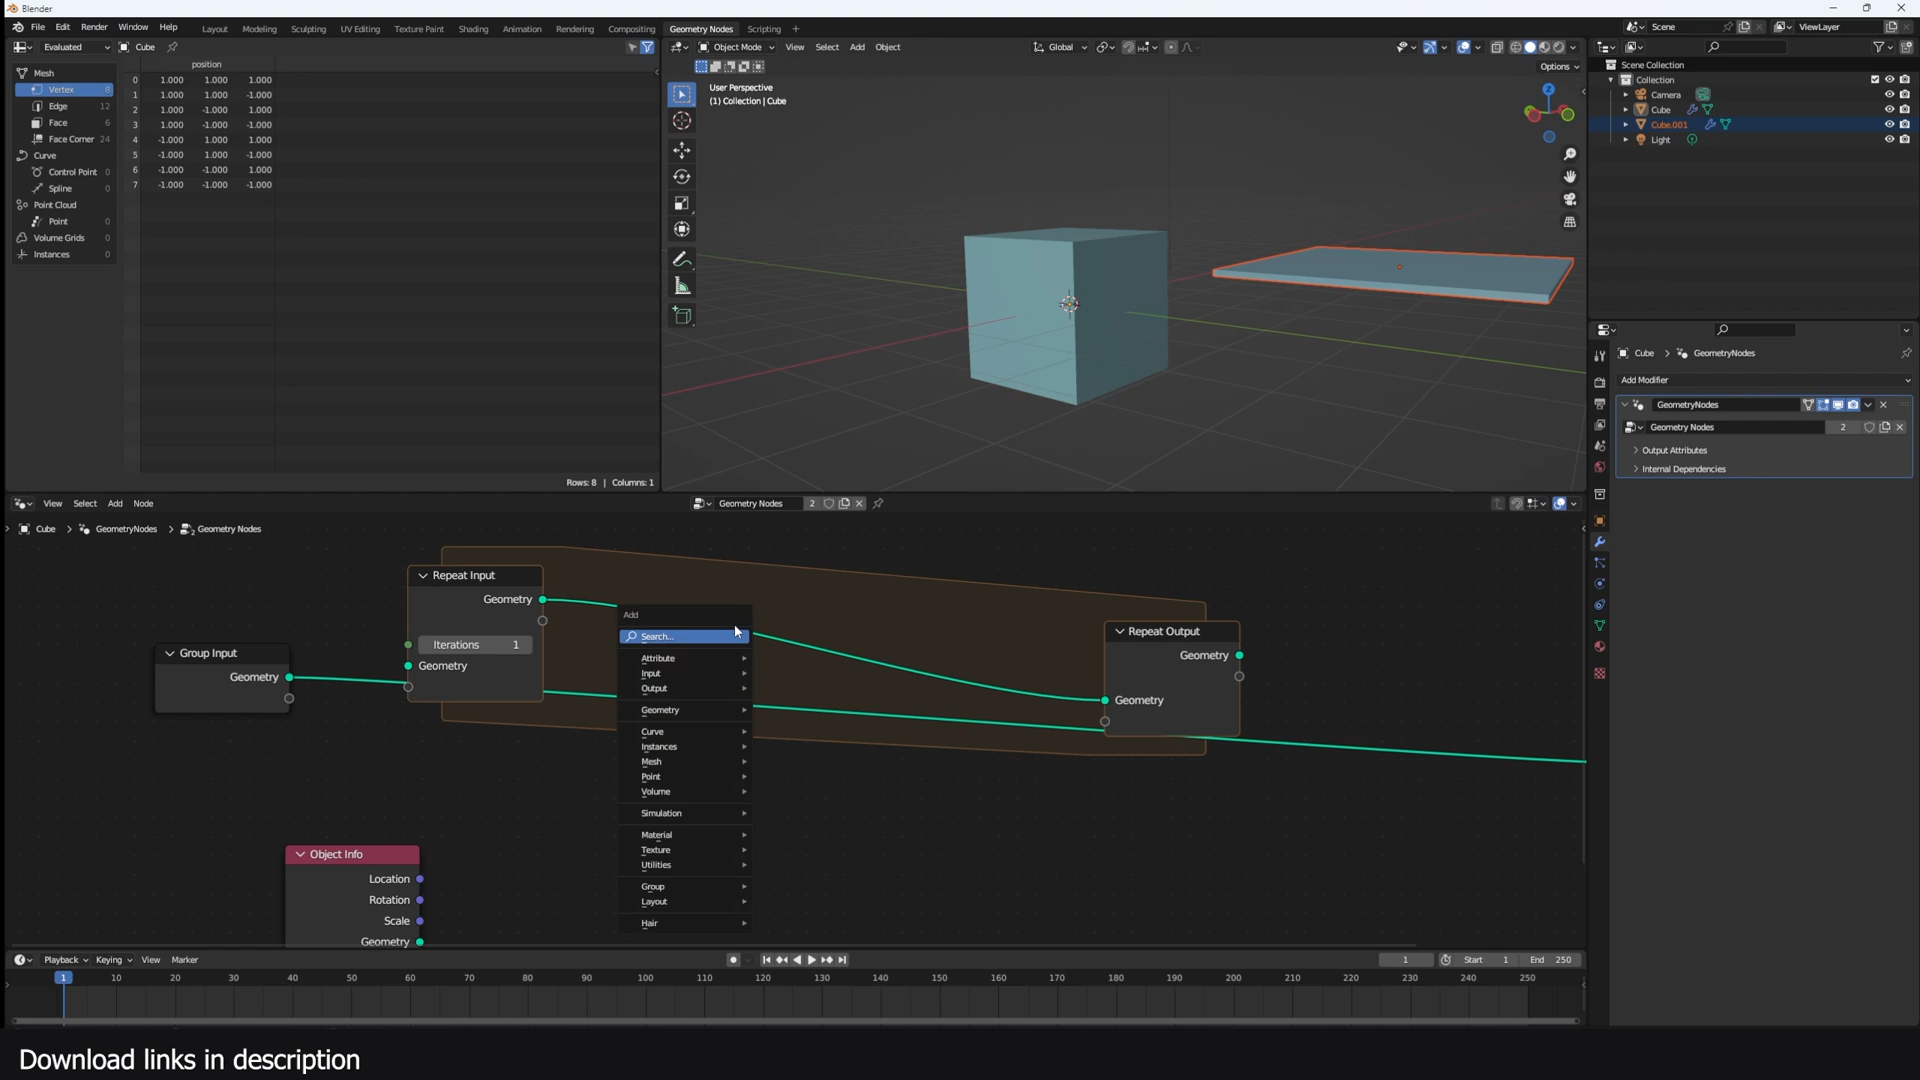 Blender
File Edit Render Window Help Layout Modeling Sculpting UV Editing Texture Paint Shading Animation Rendering Compositing Geometry Nodes Scripting +
Scene ViewLayer
Evaluated Cube
position
Mesh
Vertex 8
Edge 12
Face 6
Face Corner 24
Curve
Control Point 0
Spline 0
Point Cloud
Point 0
Volume Grids 0
Instances 0
0 1.000 1.000 1.000
1 1.000 1.000 -1.000
2 1.000 -1.000 1.000
3 1.000 -1.000 -1.000
4 -1.000 1.000 1.000
5 -1.000 1.000 -1.000
6 -1.000 -1.000 1.000
7 -1.000 -1.000 -1.000
Rows: 8 | Columns: 1
Object Mode View Select Add Object Global
Options
User Perspective
(1) Collection | Cube
Z
Scene Collection
Collection
Camera
Cube
Cube.001
Light
Cube > GeometryNodes
Add Modifier
GeometryNodes
Geometry Nodes 2
Output Attributes
Internal Dependencies
View Select Add Node Geometry Nodes 2
Cube > GeometryNodes > Geometry Nodes
Group Input
Geometry
Repeat Input
Geometry
Iterations 1
Geometry
Add
Search...
Attribute
Input
Output
Geometry
Curve
Instances
Mesh
Point
Volume
Simulation
Material
Texture
Utilities
Group
Layout
Hair
Repeat Output
Geometry
Geometry
Object Info
Location
Rotation
Scale
Geometry
Playback Keying View Marker 1 Start 1 End 250
1 10 20 30 40 50 60 70 80 90 100 110 120 130 140 150 160 170 180 190 200 210 220 230 240 250
Download links in description